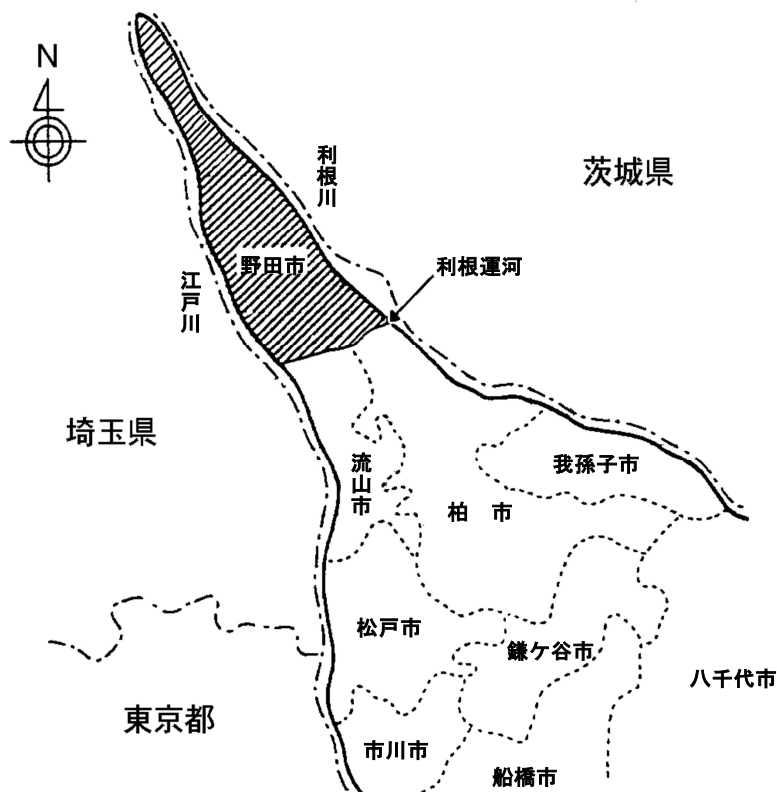 N
利根川
茨城県
野田市
利根運河
江戸川
埼玉県
流山市
我孫子市
柏 市
松戸市
鎌ケ谷市
八千代市
東京都
市川市
船橋市